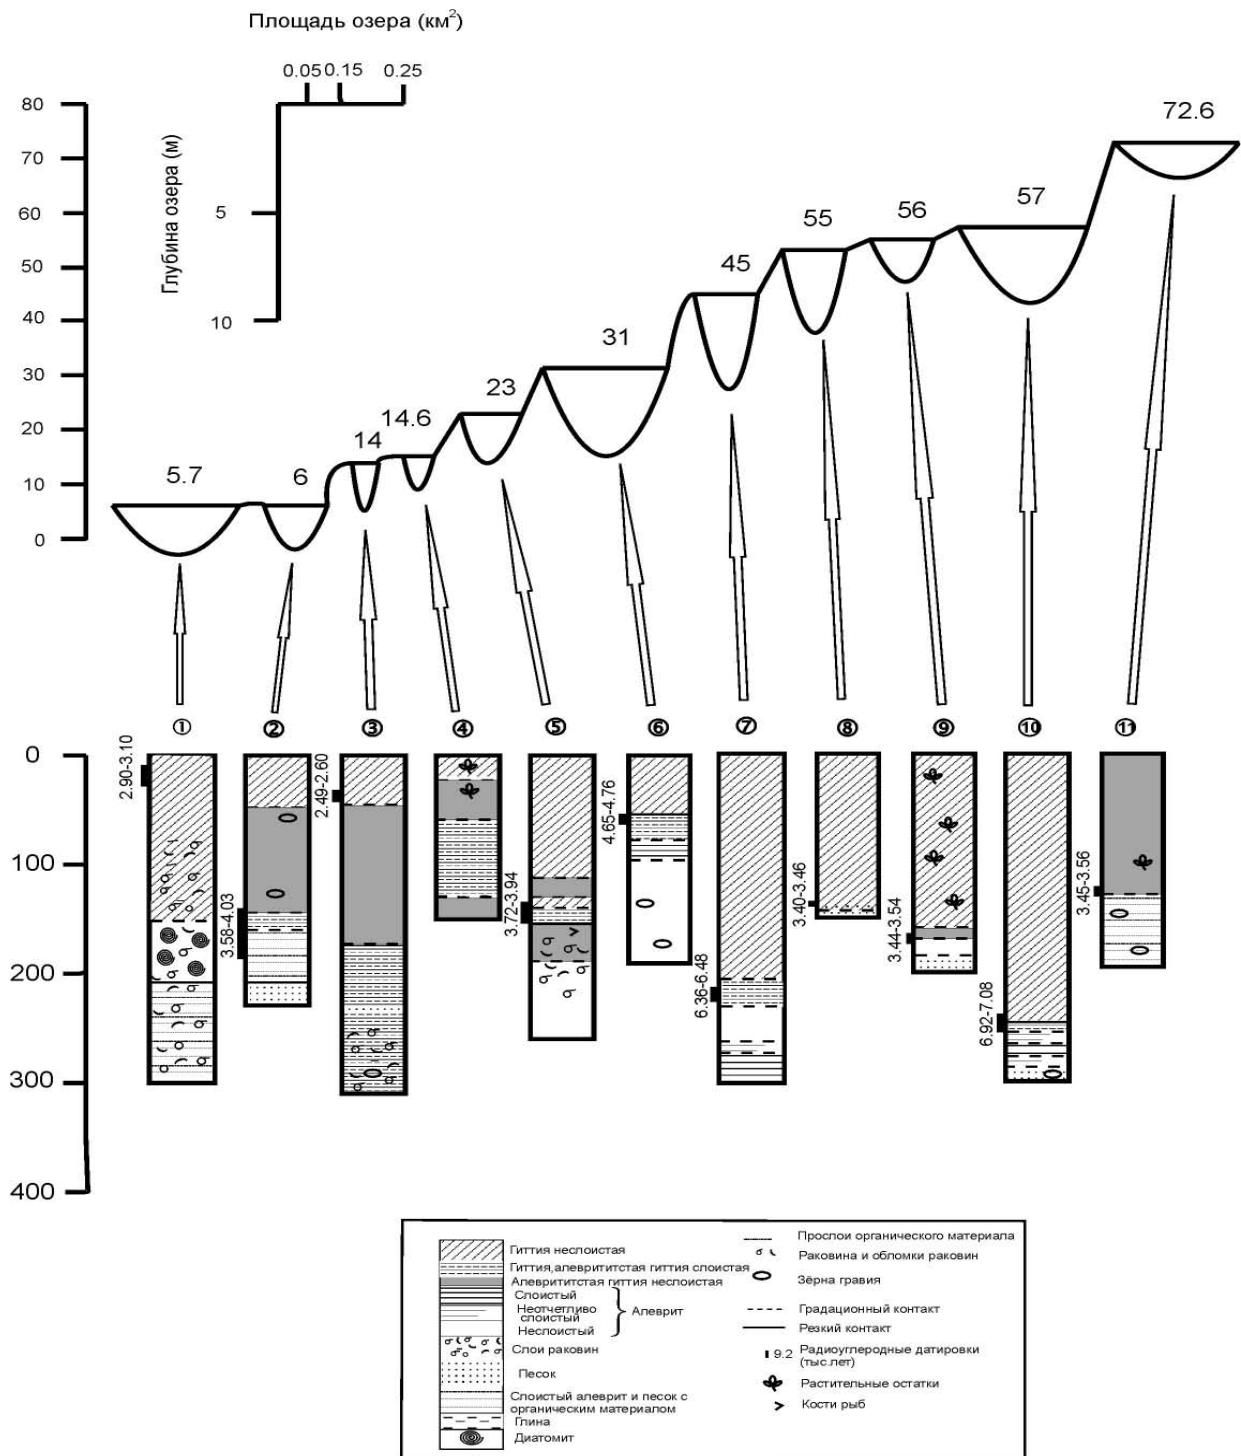 Площадь озера (км²)
0.05 0.15 0.25
Глубина озера (м)
5
10
80
70
60
50
40
30
20
10
0
5.7
6
14
14.6
23
31
45
55
56
57
72.6
① ② ③ ④ ⑤ ⑥ ⑦ ⑧ ⑨ ⑩ ⑪
0
100
200
300
400
2.90-3.10
3.58-4.03
2.49-2.60
3.72-3.94
4.65-4.76
6.36-6.48
3.40-3.46
3.44-3.54
6.92-7.08
3.45-3.56
Гиттия неслоистая
Гиттия,алевритстая гиттия слоистая
Алевритстая гиттия неслоистая
Слоистый
Неотчетливо
слоистый
Неслоистый
Алеврит
Слои раковин
Песок
Слоистый алеврит и песок с
органическим материалом
Глина
Диатомит
Прослои органического материала
Раковина и обломки раковин
Зёрна гравия
Градационный контакт
Резкий контакт
9.2 Радиоуглеродные датировки
(тыс.лет)
Растительные остатки
Кости рыб